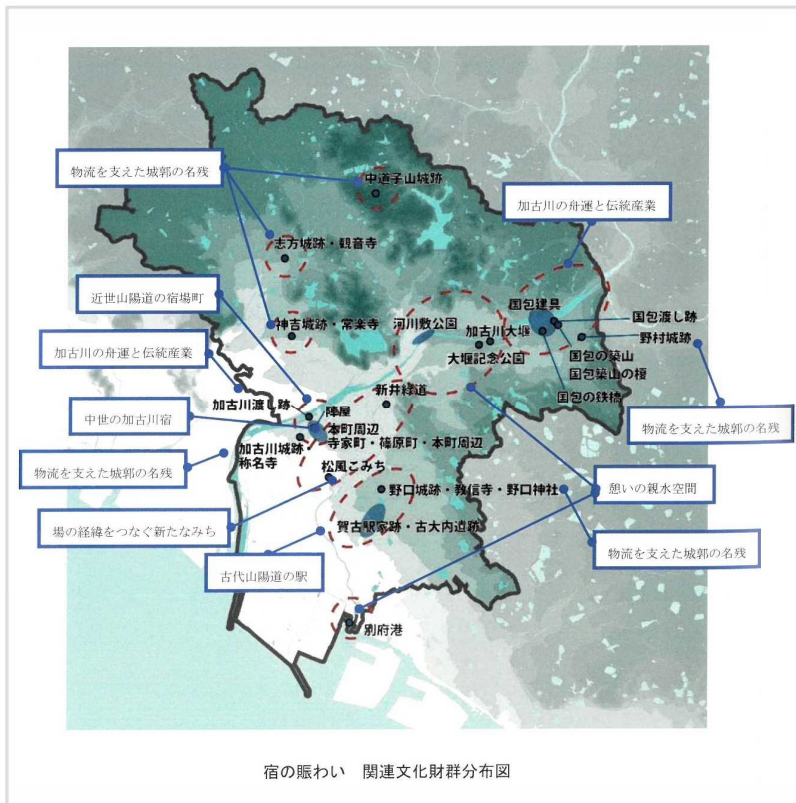 物流を支えた城郭の名残
中道子山城跡
加古川の舟運と伝統産業
志方城跡・観音寺
近世山陽道の宿場町
国包建具
神吉城跡・常楽寺
河川敷公園
加古川大堰
国包渡し跡
野村城跡
加古川の舟運と伝統産業
大堰記念公園
国包の築山
国包築山の榎
国包の鉄橋
新井緑道
加古川渡し跡
陣屋
中世の加古川宿
本町周辺
寺家町・篠原町・本町周辺
物流を支えた城郭の名残
加古川城跡・
称名寺
物流を支えた城郭の名残
松風こみち
野口城跡・教信寺・野口神社
憩いの親水空間
場の経緯をつなぐ新たなみち
賀古駅家跡・古大内遺跡
物流を支えた城郭の名残
古代山陽道の駅
別府港
宿の賑わい 関連文化財群分布図